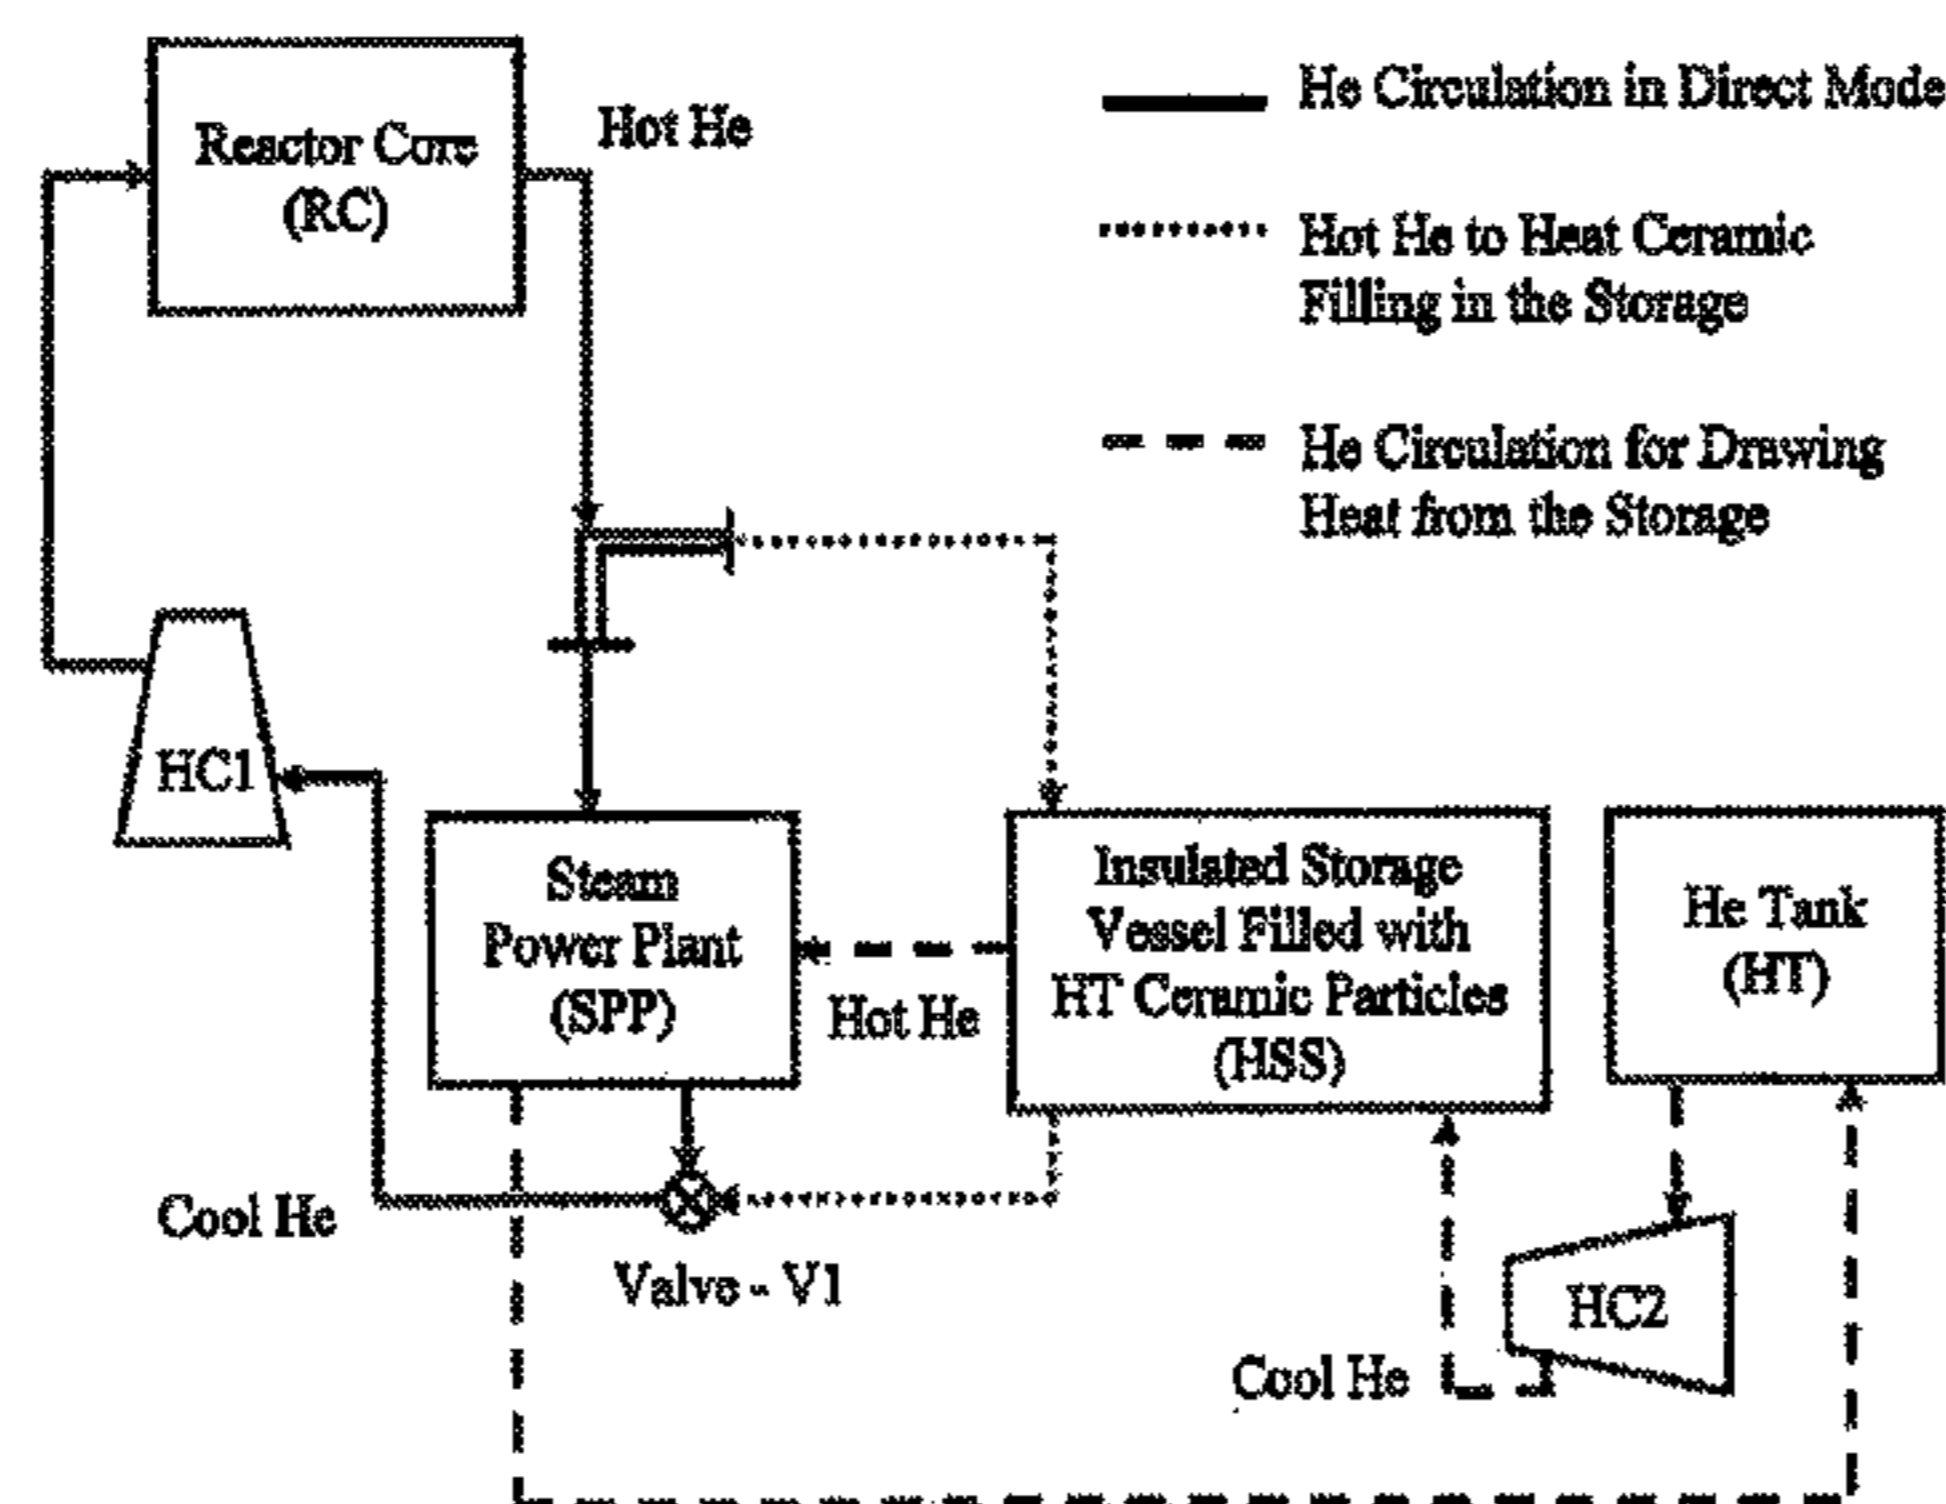 Reactor Core
(RC)
Hot He
He Circulation in Direct Mode
Hot He to Heat Ceramic
Filling in the Storage
He Circulation for Drawing
Heat from the Storage
HC1
Steam
Power Plant
(SPP)
Hot He
Insulated Storage
Vessel Filled with
HT Ceramic Particles
(HSS)
He Tank
(HT)
Cool He
Valve - V1
HC2
Cool He